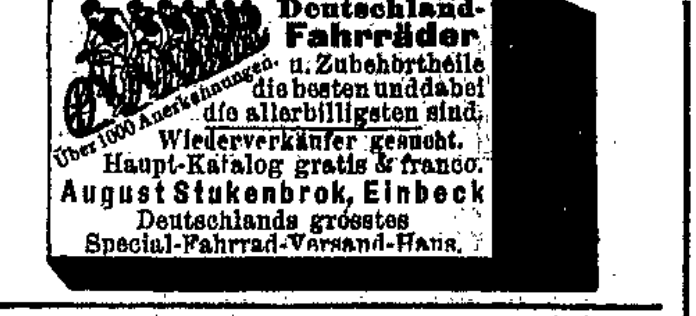 Deutschland-
Fahrräder
u. Zubehörtheile
die besten und dabei
die allerbilligsten sind,
Über 1000 Anerkennungen.
Wiederverkäufer gesucht.
Haupt-Katalog gratis & franco.
August Stukenbrok, Einbeck
Deutschlands grösstes
Special-Fahrrad-Versand-Haus.